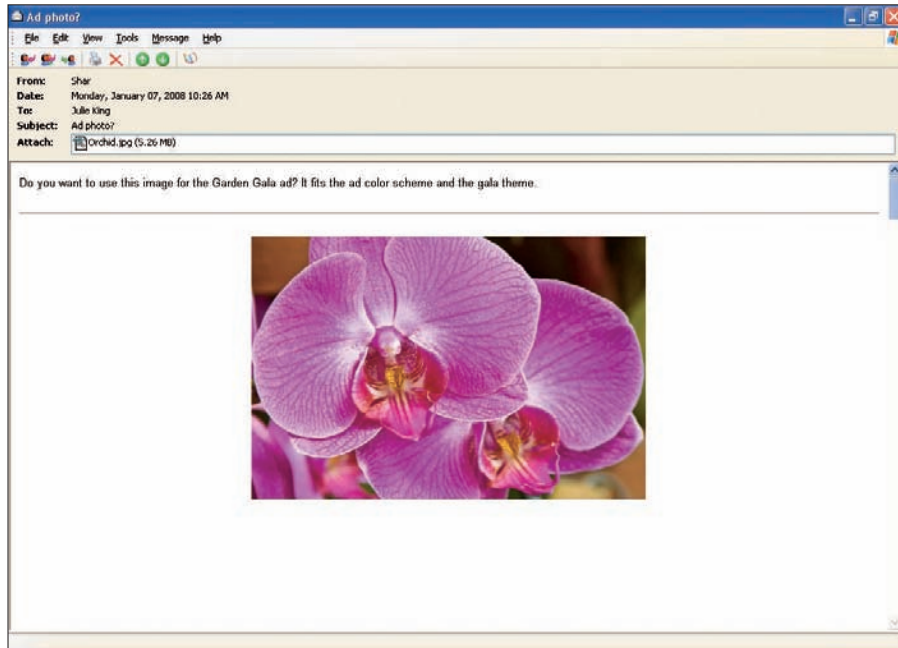 Ad photo?
File Edit View Tools Message Help
From: Shar
Date: Monday, January 07, 2008 10:26 AM
To: Julie King
Subject: Ad photo?
Attach: Orchid.jpg (5.26 MB)
Do you want to use this image for the Garden Gala ad? It fits the ad color scheme and the gala theme.